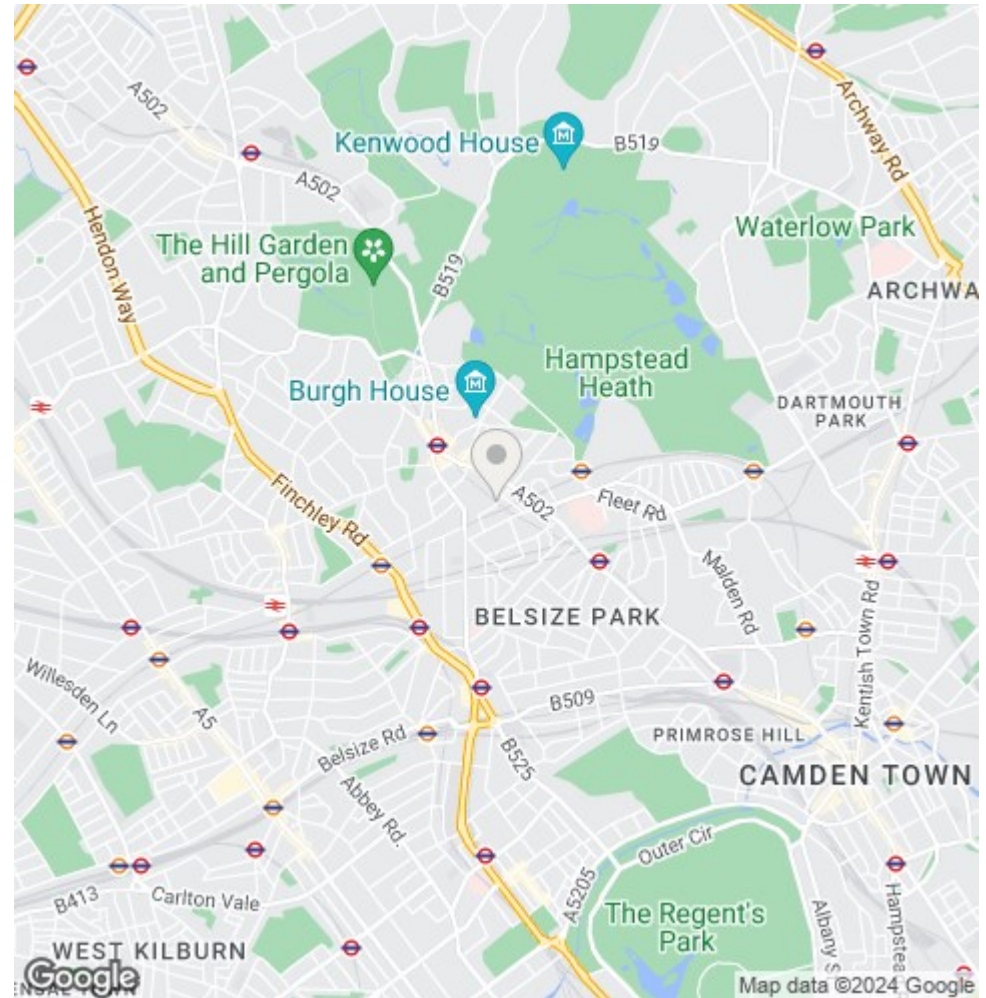 A502
Kenwood House
B519
Archway Rd
A502
Waterlow Park
The Hill Garden
and Pergola
B519
Hendon Way
ARCHWA
Hampstead
Heath
Burgh House
DARTMOUTH
PARK
A502
Fleet Rd
Finchley Rd
Malden Rd
BELSIZE PARK
Kentish Town Rd
Willesden Ln
A5
B509
PRIMROSE HILL
Belsize Rd
B525
CAMDEN TOWN
Abbey Rd.
Outer Cir
A5205
B413
Carlton Vale
The Regent's
Park
Albany S
Hampstea
WEST KILBURN
Google
Map data ©2024 Google